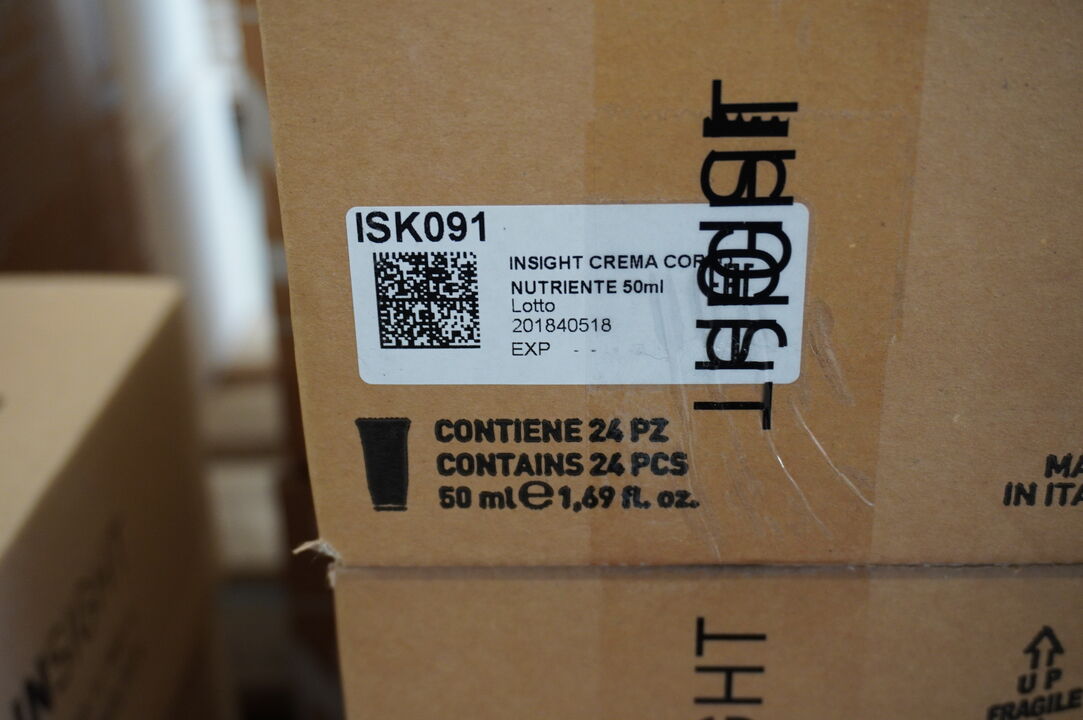 ISK091
INSIGHT CREMA CORPO
NUTRIENTE 50ml
Lotto
201840518
EXP - -
CONTIENE 24 PZ
CONTAINS 24 PCS
50 ml e 1,69 fl. oz.
MA
IN ITA
INSIGHT
GHT
UP
FRAGILE